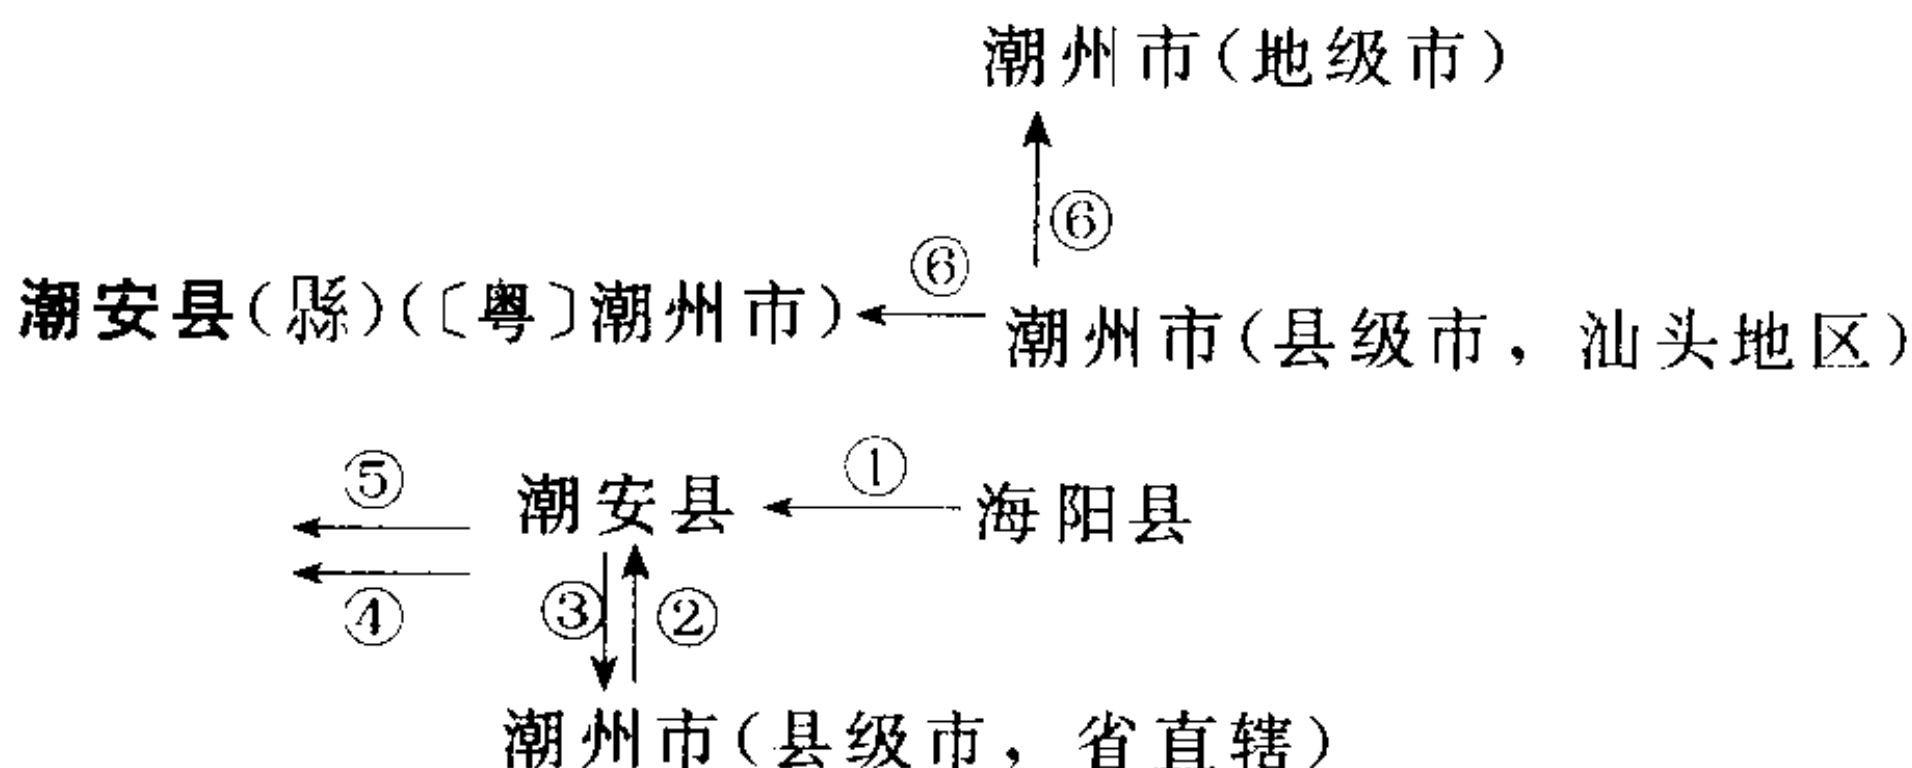 潮州市(地级市)
⑥
⑥
潮安县(縣)(〔粤〕潮州市)
潮州市(县级市，汕头地区)
①
⑤
潮安县
海阳县
④
③
②
潮州市(县级市，省直辖)